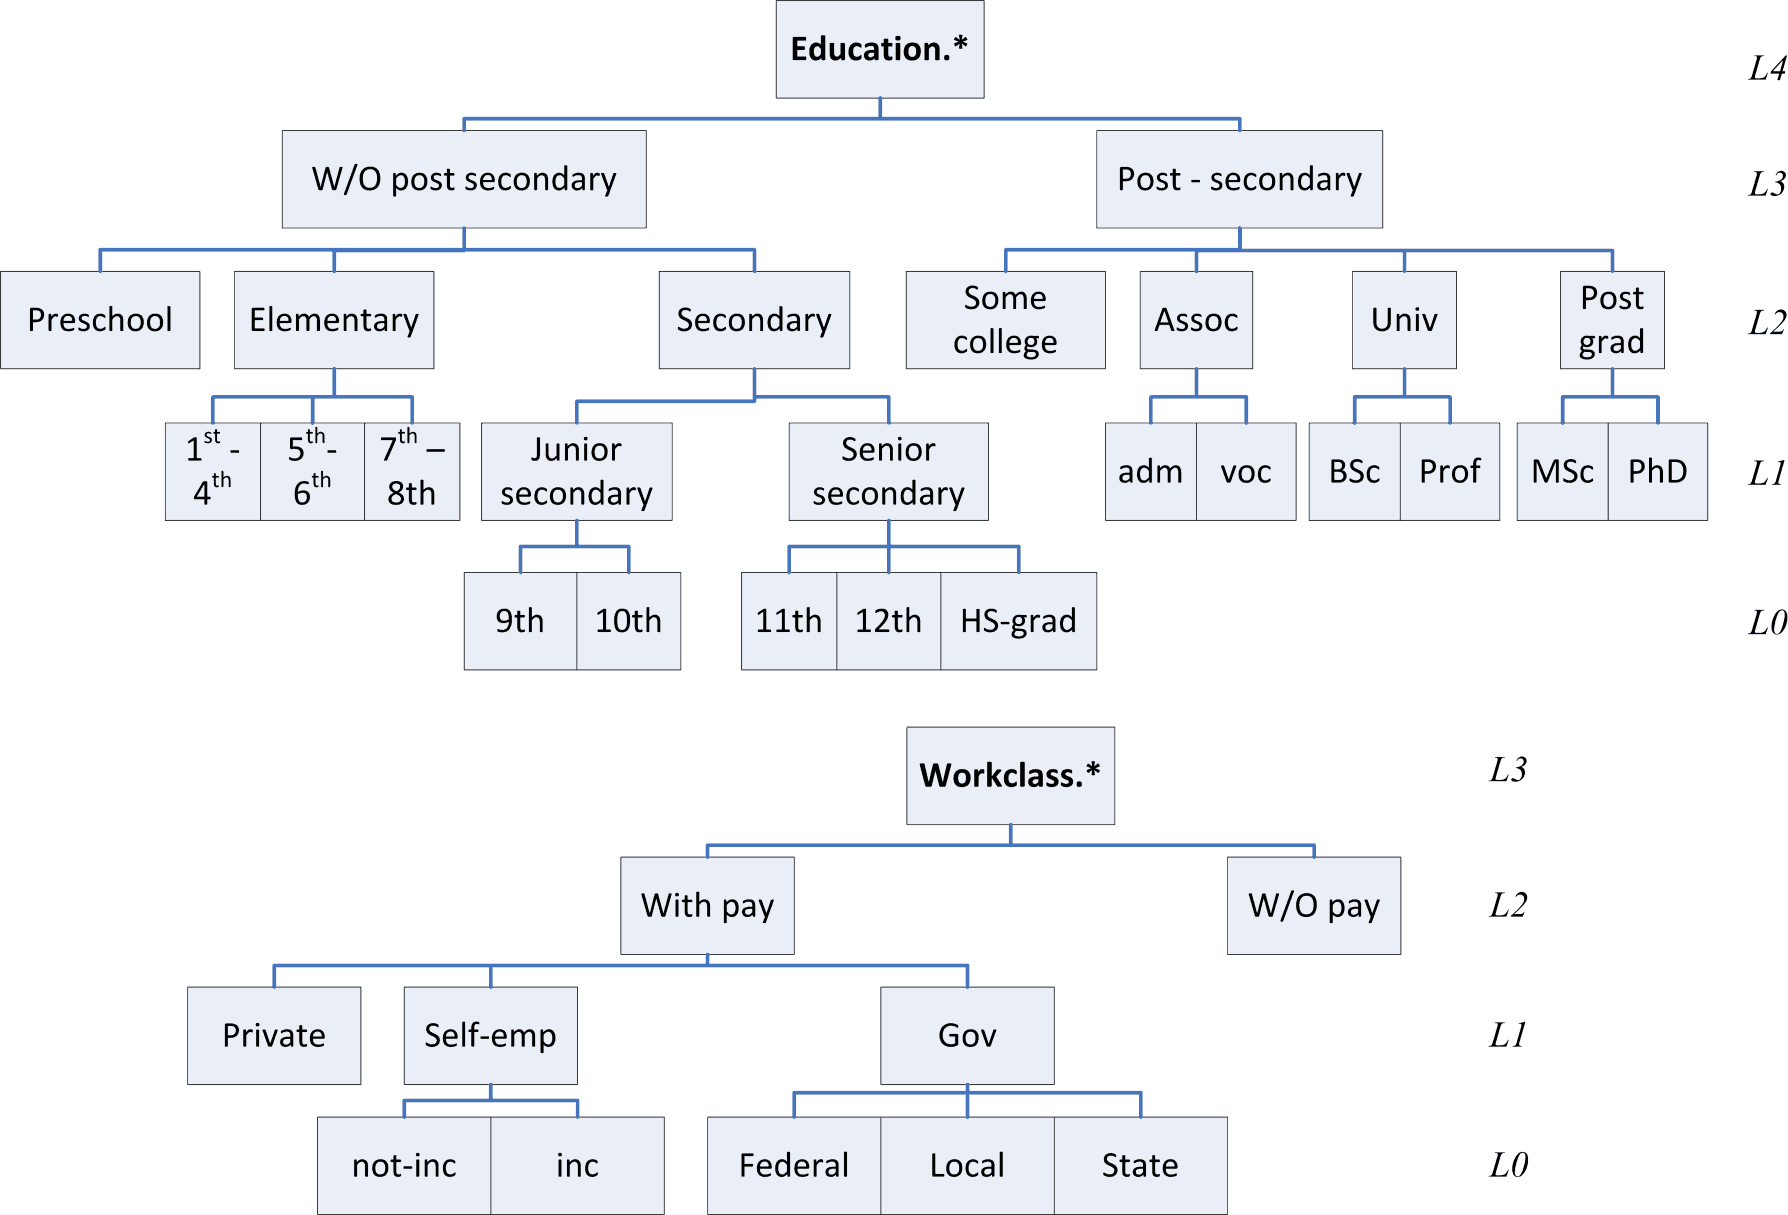 Education.*
L4
W/O post secondary
Post - secondary
L3
Preschool
Elementary
Secondary
Some
college
Assoc
Univ
Post
grad
L2
1st -
4th
5th-
6th
7th –
8th
Junior
secondary
Senior
secondary
adm
voc
BSc
Prof
MSc
PhD
L1
9th
10th
11th
12th
HS-grad
L0
Workclass.*
L3
With pay
W/O pay
L2
Private
Self-emp
Gov
L1
not-inc
inc
Federal
Local
State
L0